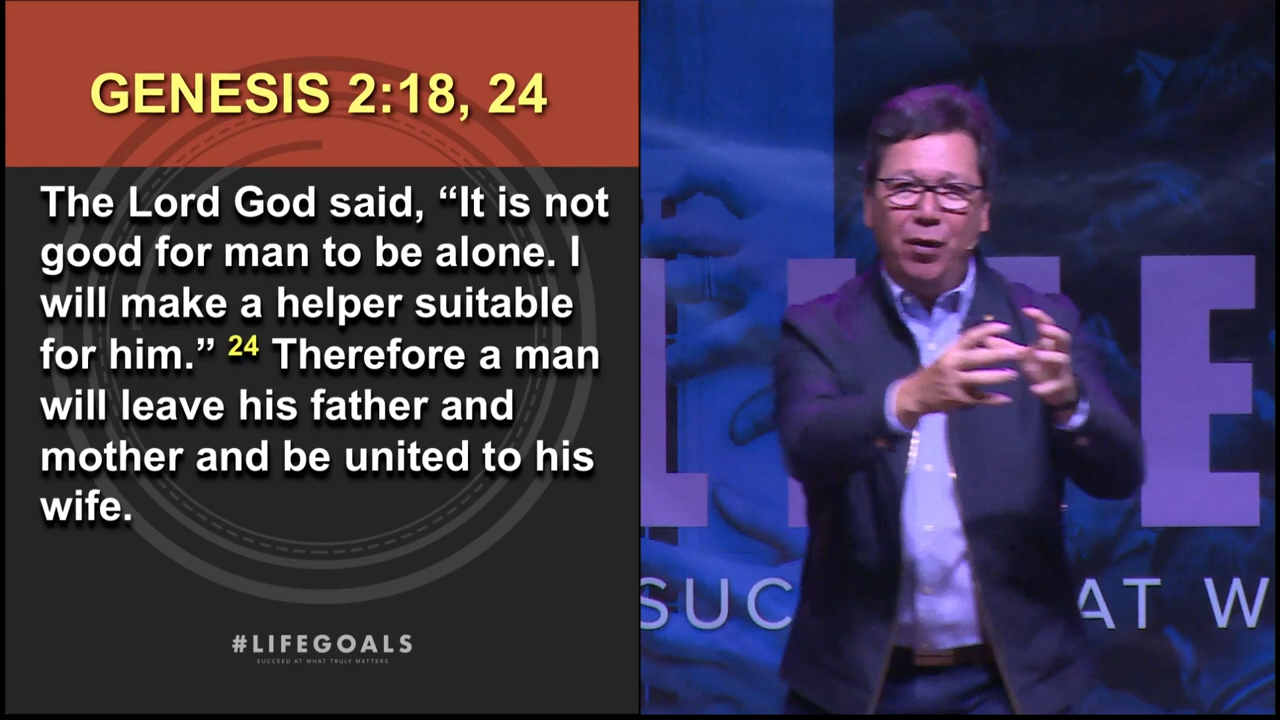 GENESIS 2:18, 24
The Lord God said, “It is not
good for man to be alone. I
will make a helper suitable
for him.” 24 Therefore a man
will leave his father and
mother and be united to his
wife.
#LIFEGOALS
SUCCEED AT WHAT TRULY MATTERS
LIFE
SUC AT W